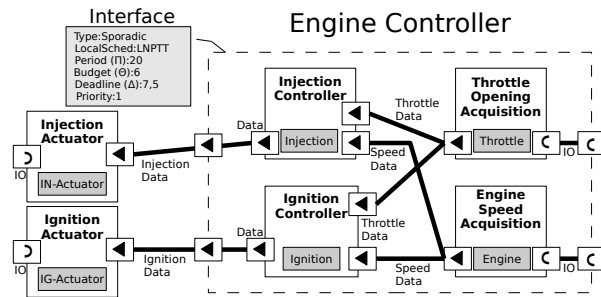 Interface
Engine Controller
Type:Sporadic
LocalSched:LNPTT
Period (Π):20
Budget (Θ):6
Deadline (Δ):7,5
Priority:1
Injection
Controller
Throttle
Opening
Acquisition
Throttle
Data
Injection
Actuator
Data
Injection
Throttle
IO
IO
Injection
Data
Speed
Data
IN-Actuator
Ignition
Controller
Engine
Speed
Acquisition
Ignition
Actuator
Throttle
Data
Data
IO
Ignition
Data
Ignition
Speed
Data
Engine
IO
IG-Actuator